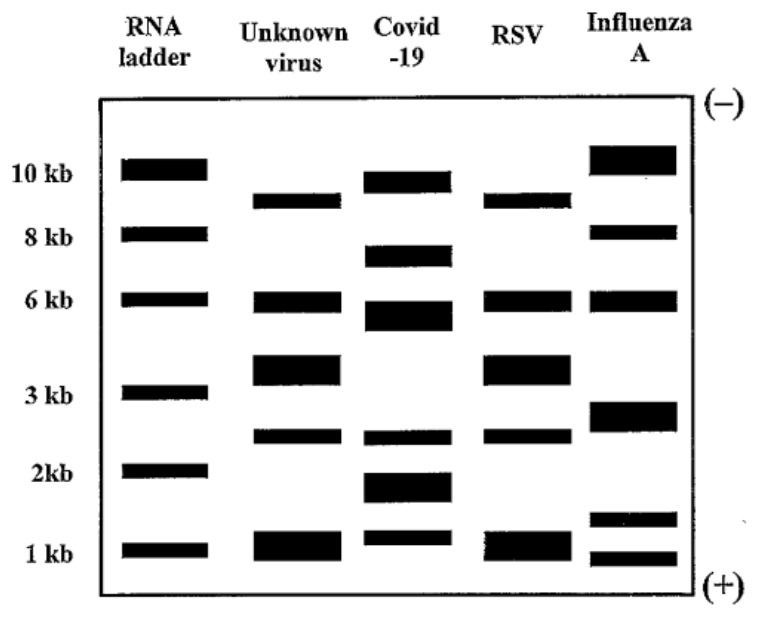 RNA
ladder
Unknown
virus
Covid
-19
RSV
Influenza
A
(–)
10 kb
8 kb
6 kb
3 kb
2kb
1 kb
(+)